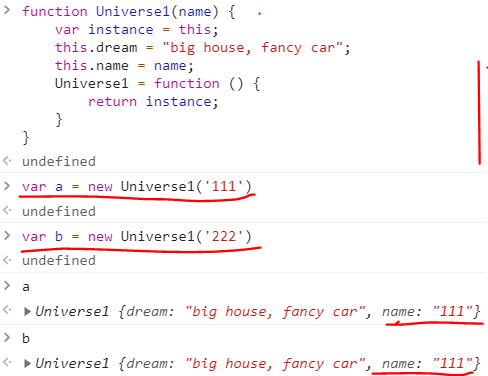 > function Universe1(name) {
    var instance = this;
    this.dream = "big house, fancy car";
    this.name = name;
    Universe1 = function () {
        return instance;
    }
}
undefined
> var a = new Universe1('111')
undefined
> var b = new Universe1('222')
undefined
> a
▶ Universe1 {dream: "big house, fancy car", name: "111"}
> b
▶ Universe1 {dream: "big house, fancy car", name: "111"}